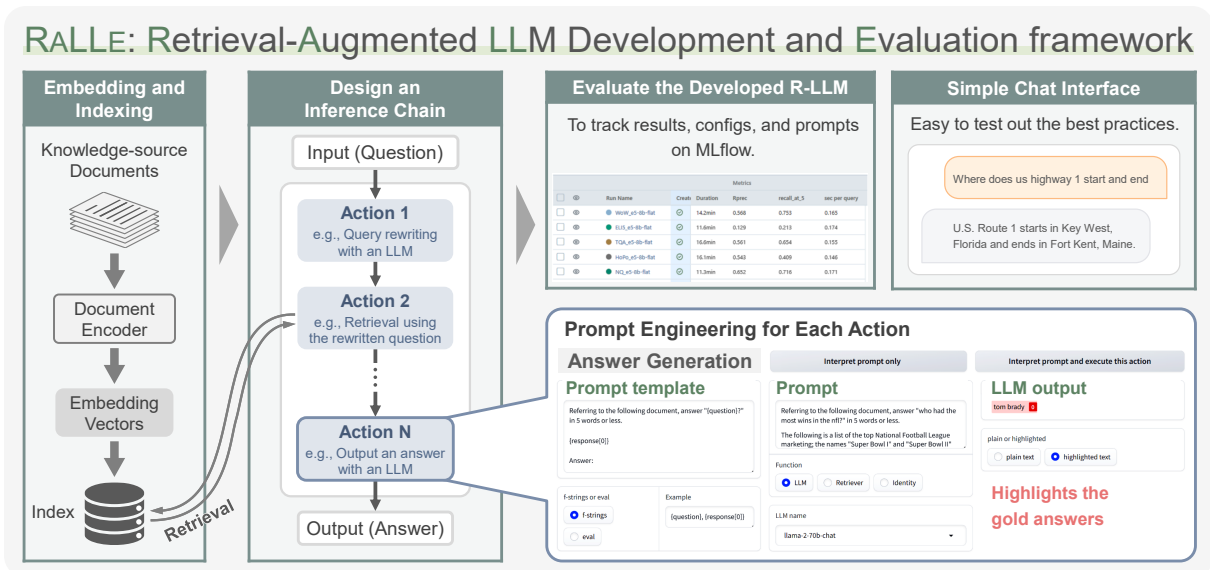 RALLE: Retrieval-Augmented LLM Development and Evaluation framework
Embedding and
Indexing
Knowledge-source
Documents
Document
Encoder
Embedding
Vectors
Index
Retrieval
Design an
Inference Chain
Input (Question)
Action 1
e.g., Query rewriting
with an LLM
Action 2
e.g., Retrieval using
the rewritten question
Action N
e.g., Output an answer
with an LLM
Output (Answer)
Evaluate the Developed R-LLM
To track results, configs, and prompts
on MLflow.
Metrics
Run Name Create Duration Rprec recall_at_5 sec per query
WoW_e5-8b-flat 14.2min 0.568 0.753 0.165
ELI5_e5-8b-flat 11.6min 0.129 0.213 0.174
TQA_e5-8b-flat 16.6min 0.561 0.654 0.155
HoPo_e5-8b-flat 16.1min 0.543 0.409 0.146
NQ_e5-8b-flat 11.3min 0.652 0.716 0.171
Simple Chat Interface
Easy to test out the best practices.
Where does us highway 1 start and end
U.S. Route 1 starts in Key West,
Florida and ends in Fort Kent, Maine.
Prompt Engineering for Each Action
Answer Generation
Interpret prompt only
Interpret prompt and execute this action
Prompt template
Referring to the following document, answer "{question}?"
in 5 words or less.
{response[0]}
Answer:
f-strings or eval
f-strings
eval
Example
{question}, {response[0]}
Prompt
Referring to the following document, answer "who had the
most wins in the nfl?" in 5 words or less.
The following is a list of the top National Football League
marketing; the names "Super Bowl I" and "Super Bowl II"
Function
LLM Retriever Identity
LLM name
llama-2-70b-chat
LLM output
tom brady
plain or highlighted
plain text highlighted text
Highlights the
gold answers